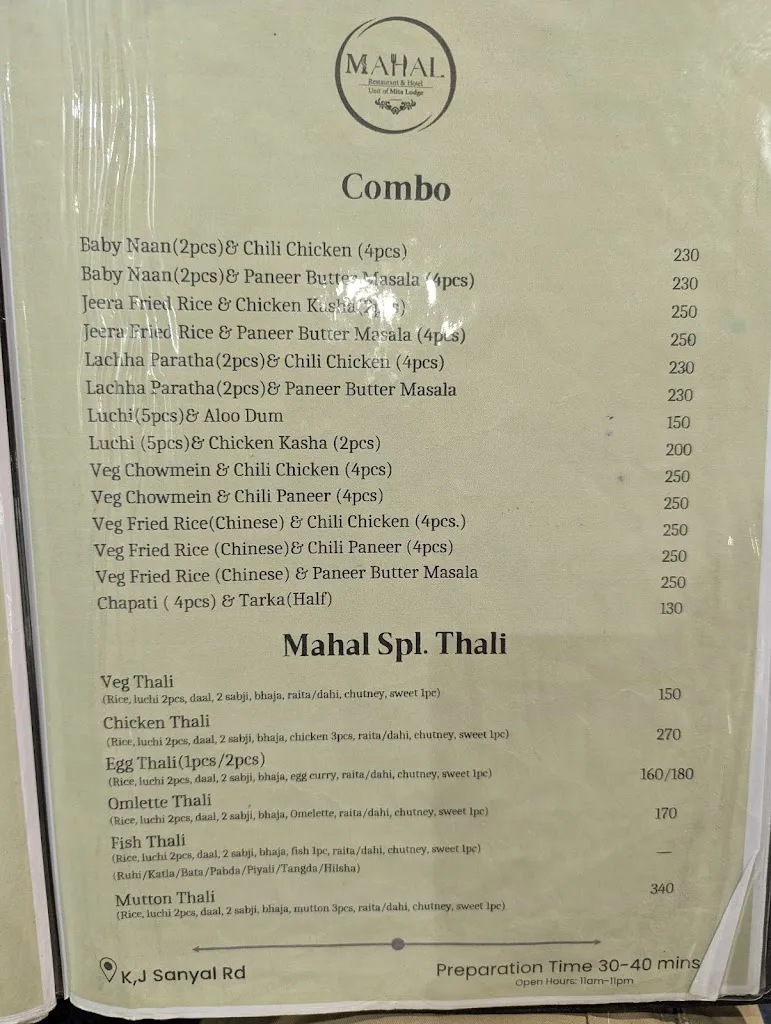 MAHAL
Restaurant & Hotel
Unit of Mita Lodge
Combo
Baby Naan(2pcs)& Chili Chicken (4pcs) 230
Baby Naan(2pcs)& Paneer Butter Masala (4pcs) 230
Jeera Fried Rice & Chicken Kasha(2pcs) 250
Jeera Fried Rice & Paneer Butter Masala (4pcs) 250
Lachha Paratha(2pcs)& Chili Chicken (4pcs) 230
Lachha Paratha(2pcs)& Paneer Butter Masala 230
Luchi(5pcs)& Aloo Dum 150
Luchi (5pcs)& Chicken Kasha (2pcs) 200
Veg Chowmein & Chili Chicken (4pcs) 250
Veg Chowmein & Chili Paneer (4pcs) 250
Veg Fried Rice(Chinese) & Chili Chicken (4pcs.) 250
Veg Fried Rice (Chinese)& Chili Paneer (4pcs) 250
Veg Fried Rice (Chinese) & Paneer Butter Masala 250
Chapati ( 4pcs) & Tarka(Half) 130
Mahal Spl. Thali
Veg Thali
(Rice, luchi 2pcs, daal, 2 sabji, bhaja, raita/dahi, chutney, sweet 1pc) 150
Chicken Thali
(Rice, luchi 2pcs, daal, 2 sabji, bhaja, chicken 3pcs, raita/dahi, chutney, sweet 1pc) 270
Egg Thali(1pcs/2pcs)
(Rice, luchi 2pcs, daal, 2 sabji, bhaja, egg curry, raita/dahi, chutney, sweet 1pc) 160/180
Omlette Thali
(Rice, luchi 2pcs, daal, 2 sabji, bhaja, Omelette, raita/dahi, chutney, sweet 1pc) 170
Fish Thali
(Rice, luchi 2pcs, daal, 2 sabji, bhaja, fish 1pc, raita/dahi, chutney, sweet 1pc) —
(Ruhi/Katla/Bata/Pabda/Piyali/Tangda/Hilsha)
Mutton Thali 340
(Rice, luchi 2pcs, daal, 2 sabji, bhaja, mutton 3pcs, raita/dahi, chutney, sweet 1pc)
K,J Sanyal Rd
Preparation Time 30-40 mins
Open Hours: 11am-11pm